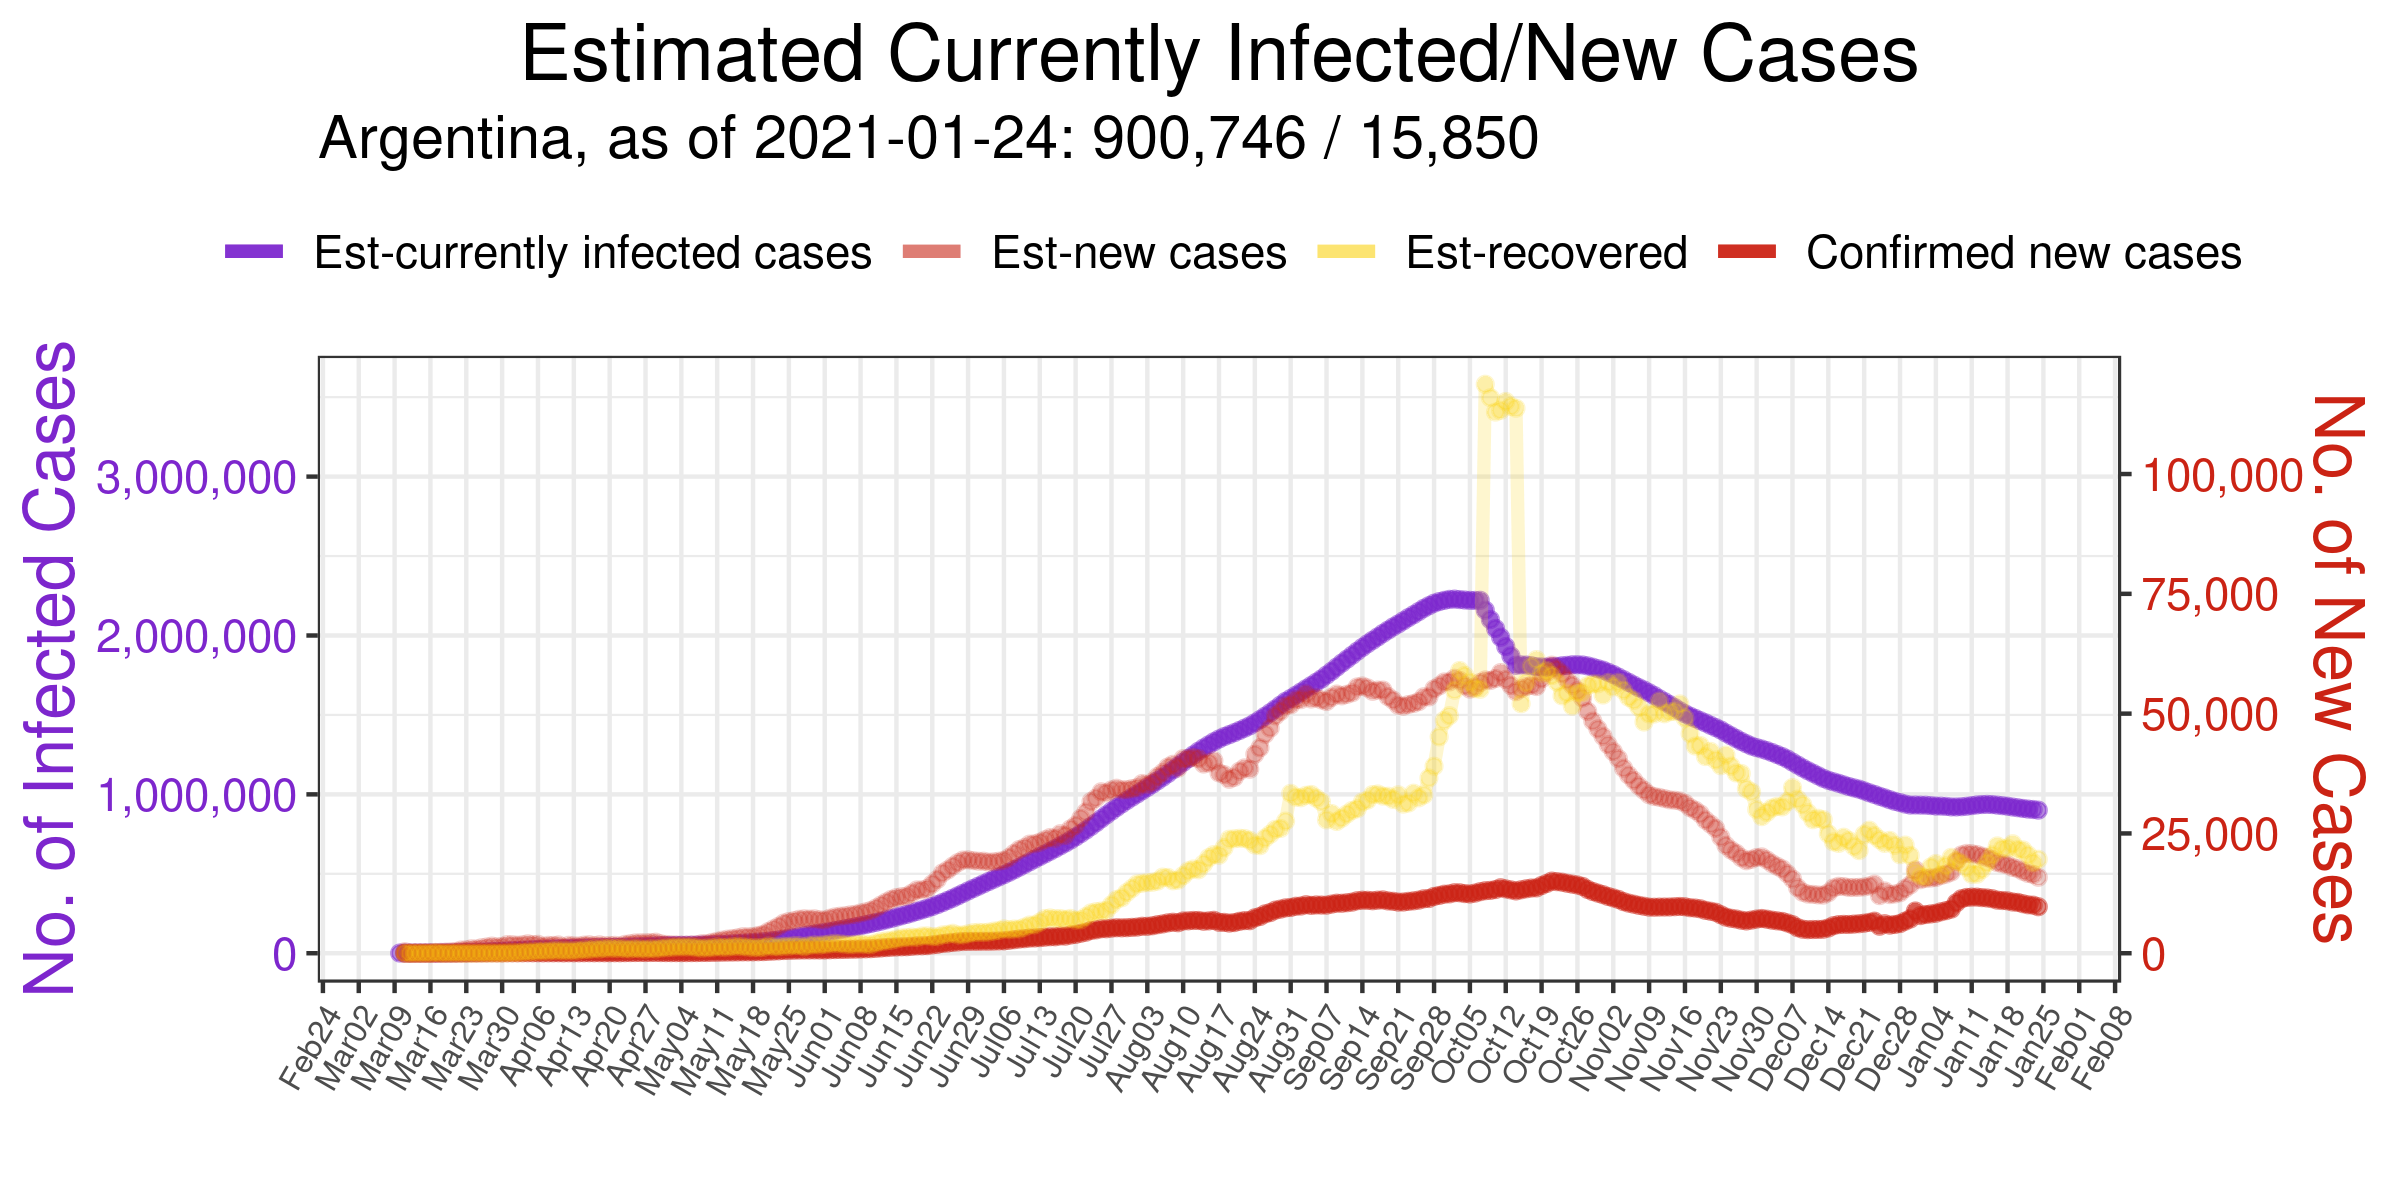 Estimated Currently Infected/New Cases
Argentina, as of 2021-01-24: 900,746 / 15,850
Est-currently infected cases Est-new cases Est-recovered Confirmed new cases
No. of Infected Cases
3,000,000
2,000,000
1,000,000
0
100,000
75,000
50,000
25,000
0
No. of New Cases
Feb24 Mar02 Mar09 Mar16 Mar23 Mar30 Apr06 Apr13 Apr20 Apr27 May04 May11 May18 May25 Jun01 Jun08 Jun15 Jun22 Jun29 Jul06 Jul13 Jul20 Jul27 Aug03 Aug10 Aug17 Aug24 Aug31 Sep07 Sep14 Sep21 Sep28 Oct05 Oct12 Oct19 Oct26 Nov02 Nov09 Nov16 Nov23 Nov30 Nov07 Dec14 Dec21 Dec28 Dec04 Jan11 Jan18 Jan25 Feb01 Feb08